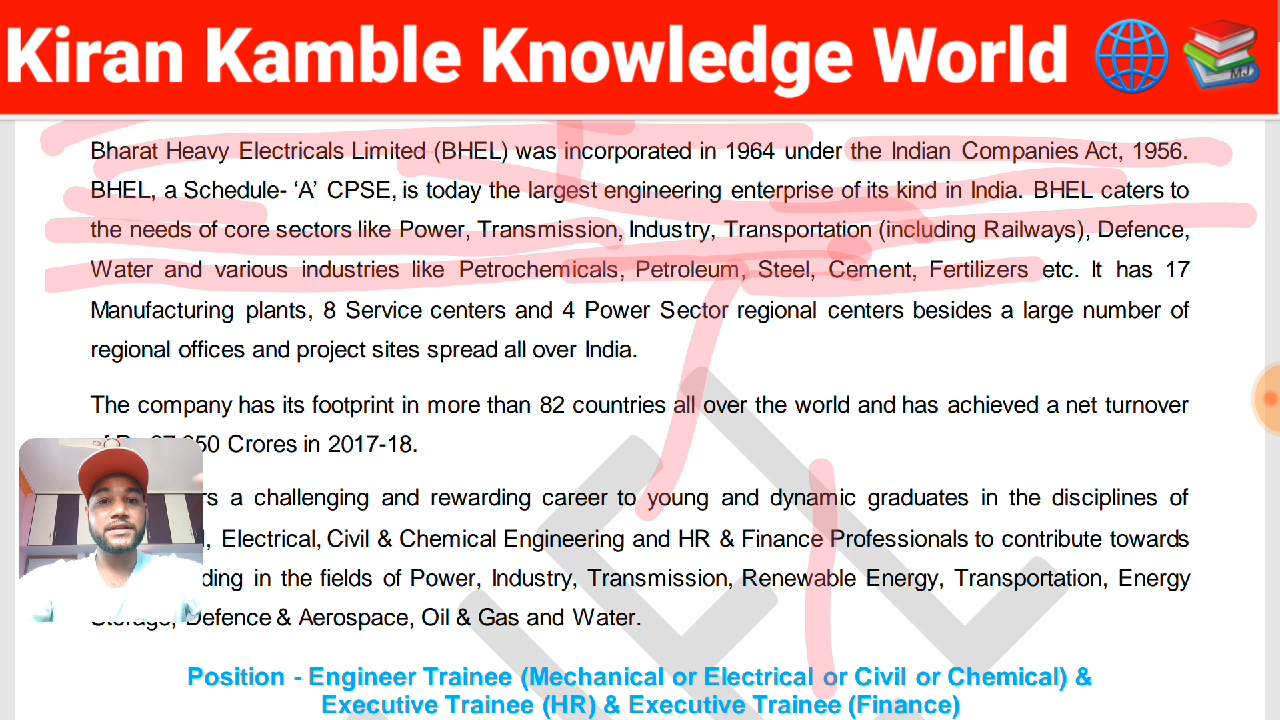 Kiran Kamble Knowledge World
MJ
Bharat Heavy Electricals Limited (BHEL) was incorporated in 1964 under the Indian Companies Act, 1956.
BHEL, a Schedule- ‘A’ CPSE, is today the largest engineering enterprise of its kind in India. BHEL caters to
the needs of core sectors like Power, Transmission, Industry, Transportation (including Railways), Defence,
Water and various industries like Petrochemicals, Petroleum, Steel, Cement, Fertilizers etc. It has 17
Manufacturing plants, 8 Service centers and 4 Power Sector regional centers besides a large number of
regional offices and project sites spread all over India.
The company has its footprint in more than 82 countries all over the world and has achieved a net turnover
Crores in 2017-18.
a challenging and rewarding career to young and dynamic graduates in the disciplines of
Electrical, Civil & Chemical Engineering and HR & Finance Professionals to contribute towards
in the fields of Power, Industry, Transmission, Renewable Energy, Transportation, Energy
Defence & Aerospace, Oil & Gas and Water.
Position - Engineer Trainee (Mechanical or Electrical or Civil or Chemical) &
Executive Trainee (HR) & Executive Trainee (Finance)